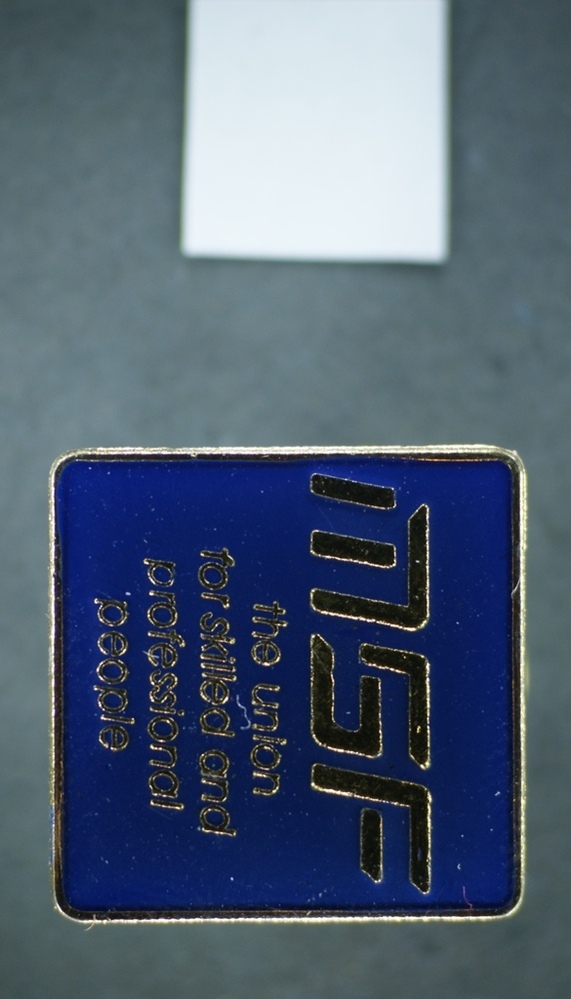 MSF
the union
for skilled and
professional
people